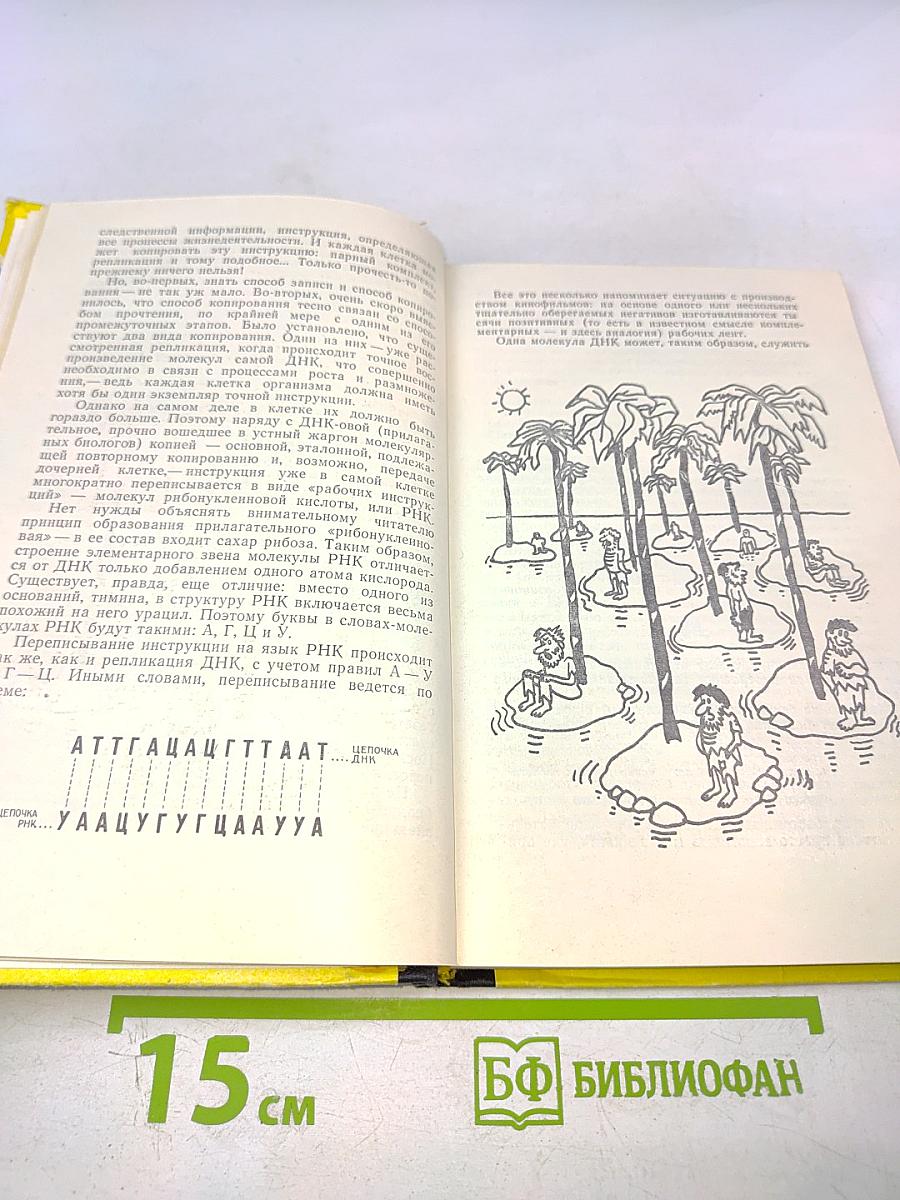 следственной информации, инструкция, определяющая
все процессы жизнедеятельности. И каждая клетка мо-
жет копировать эту инструкцию: парный комплект,
репликация и тому подобное... Только прочесть-то по-
прежнему ничего нельзя!
Но, во-первых, знать способ записи и способ копиро-
вания — не так уж мало. Во-вторых, очень скоро выяс-
нилось, что способ копирования тесно связан со спосо-
бом прочтения, по крайней мере с одним из его
промежуточных этапов. Было установлено, что суще-
ствуют два вида копирования. Один из них — уже рас-
смотренная репликация, когда происходит точное вос-
произведение молекул самой ДНК, что совершенно
необходимо в связи с процессами роста и размноже-
ния,— ведь каждая клетка организма должна иметь
хотя бы один экземпляр точной инструкции.
Однако на самом деле в клетке их должно быть
гораздо больше. Поэтому наряду с ДНК-овой (прилага-
тельное, прочно вошедшее в устный жаргон молекуляр-
ных биологов) копией — основной, эталонной, подлежа-
щей повторному копированию и, возможно, передаче
дочерней клетке,— инструкция уже в самой клетке
многократно переписывается в виде «рабочих инструк-
ций» — молекул рибонуклеиновой кислоты, или РНК.
Нет нужды объяснять внимательному читателю
принцип образования прилагательного «рибонуклеино-
вая» — в ее состав входит сахар рибоза. Таким образом,
строение элементарного звена молекулы РНК отличает-
ся от ДНК только добавлением одного атома кислорода.
Существует, правда, еще отличие: вместо одного из
оснований, тимина, в структуру РНК включается весьма
похожий на него урацил. Поэтому буквы в словах-моле-
кулах РНК будут такими: А, Г, Ц и У.
Переписывание инструкции на язык РНК происходит
ак же, как и репликация ДНК, с учетом правил А — У
Г — Ц. Иными словами, переписывание ведется по
еме:
АТТГАЦАЦГТТААТ .... ЦЕПОЧКА
ДНК
ЦЕПОЧКА
РНК... УААЦУГУГЦААУУА
Все это несколько напоминает ситуацию с производ-
ством кинофильмов: на основе одного или нескольких
тщательно оберегаемых негативов изготавливаются ты
сячи позитивных (то есть в известном смысле компле-
ментарных — и здесь аналогия) рабочих лент.
Одна молекула ДНК может, таким образом, служить
15 см
БФ БИБЛИОФАН